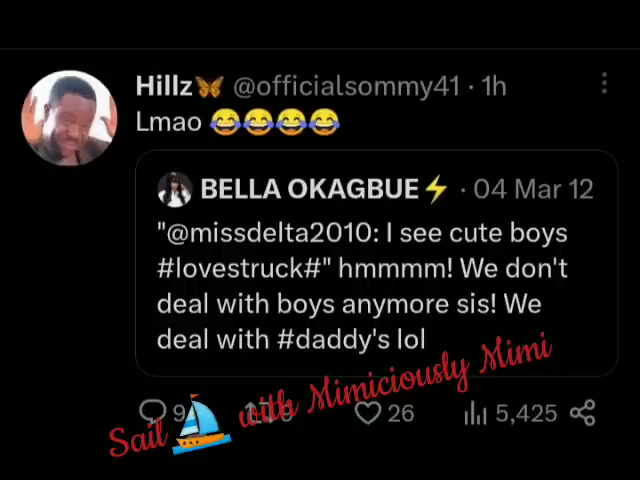 Hillz🦋 @officialsommy41 · 1h
Lmao 😂😂😂😂
BELLA OKAGBUE⚡ · 04 Mar 12
"@missdelta2010: I see cute boys
#lovestruck#" hmmmm! We don't
deal with boys anymore sis! We
deal with #daddy's lol
9 26 5,425
Sail ⛵ with Mimiciously Mimi